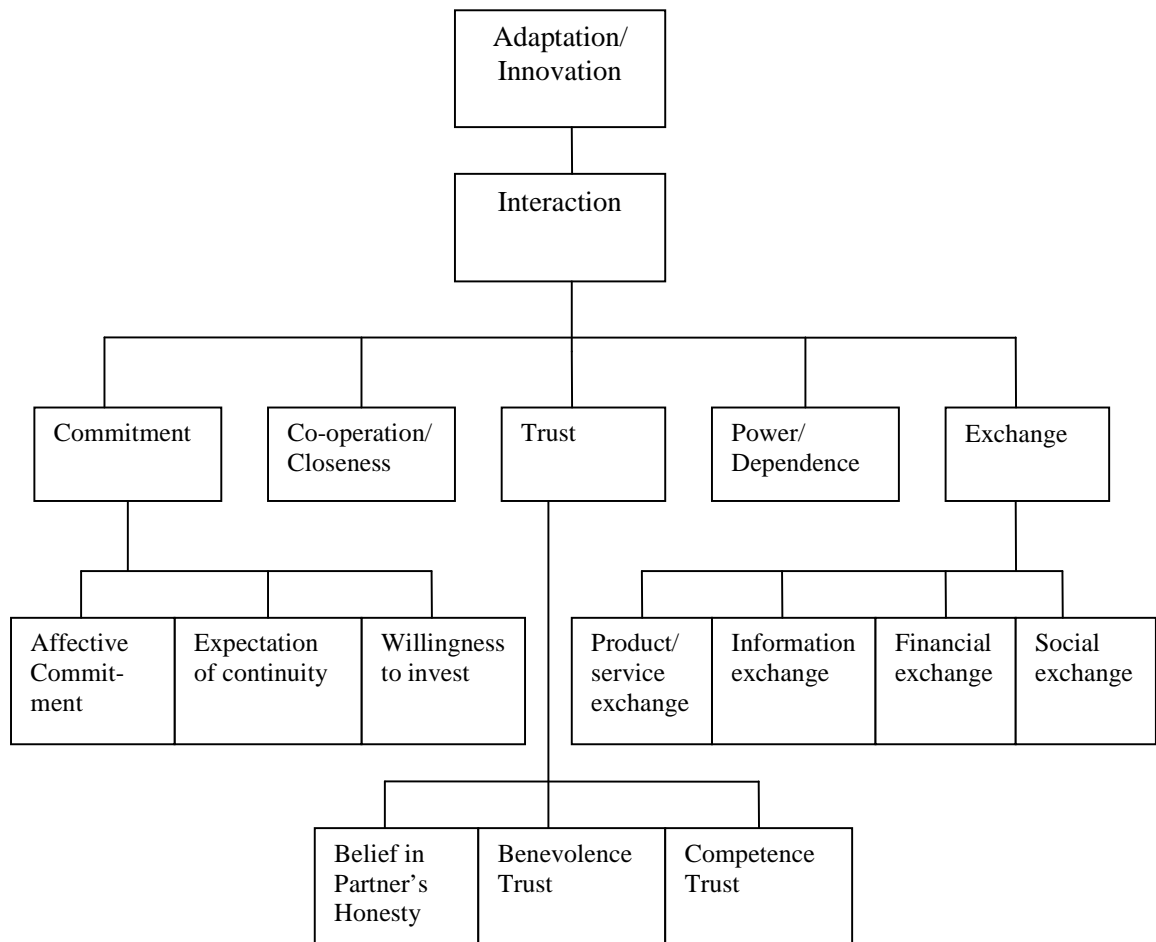 Adaptation/
Innovation
Interaction
Commitment
Co-operation/
Closeness
Trust
Power/
Dependence
Exchange
Affective
Commit-
ment
Expectation
of continuity
Willingness
to invest
Product/
service
exchange
Information
exchange
Financial
exchange
Social
exchange
Belief in
Partner’s
Honesty
Benevolence
Trust
Competence
Trust